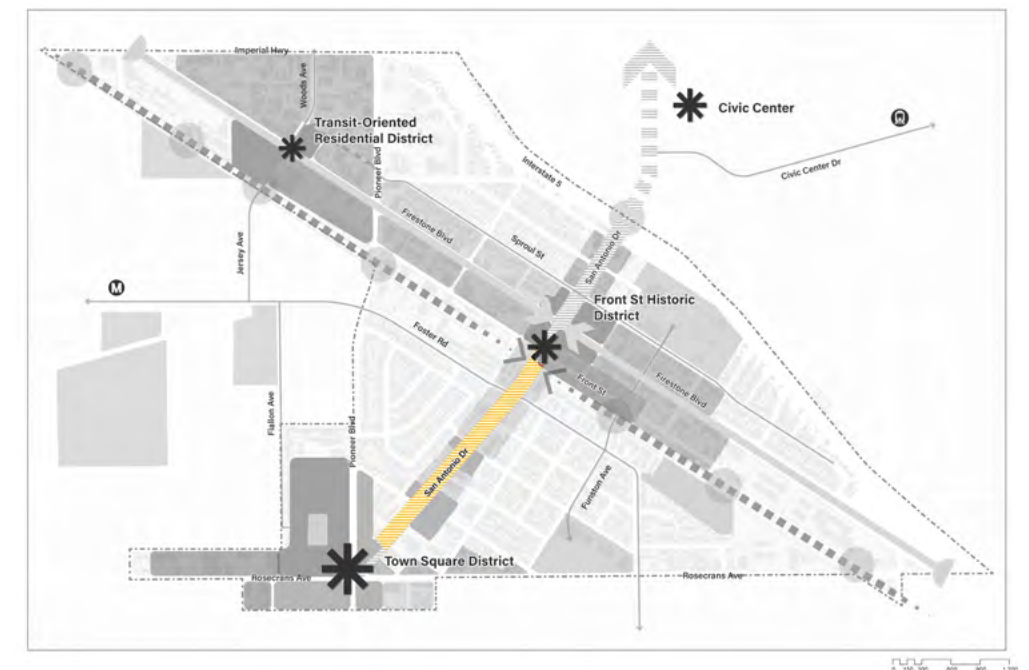 Imperial Hwy
Woods Ave
Civic Center
Transit-Oriented
Residential District
Pioneer Blvd
Interstate 5
Civic Center Dr
Firestone Blvd
Sproul St
San Antonio Dr
Jersey Ave
M
Front St Historic
District
Foster Rd
Front St
Firestone Blvd
Flallon Ave
Pioneer Blvd
San Antonio Dr
Funston Ave
Town Square District
Rosecrans Ave
Rosecrans Ave